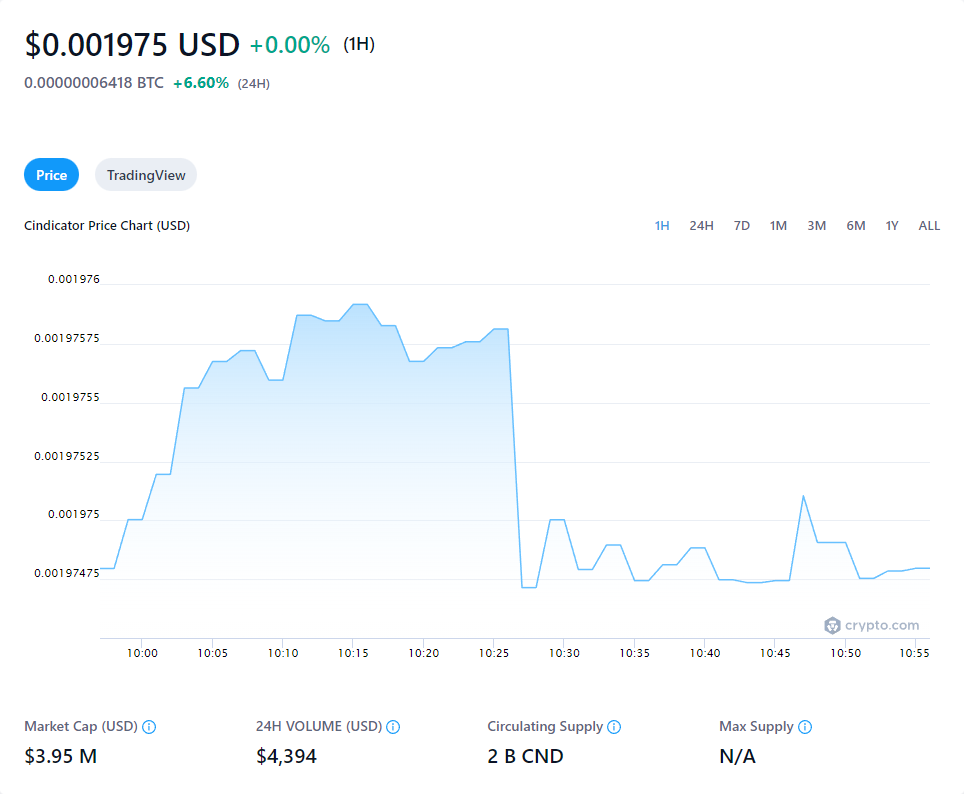 $0.001975 USD +0.00% (1H)
0.00000006418 BTC +6.60% (24H)
Price TradingView
Cindicator Price Chart (USD) 1H 24H 7D 1M 3M 6M 1Y ALL
0.001976
0.00197575
0.0019755
0.00197525
0.001975
0.00197475
crypto.com
10:00 10:05 10:10 10:15 10:20 10:25 10:30 10:35 10:40 10:45 10:50 10:55
Market Cap (USD) 24H VOLUME (USD) Circulating Supply Max Supply
$3.95 M $4,394 2 B CND N/A